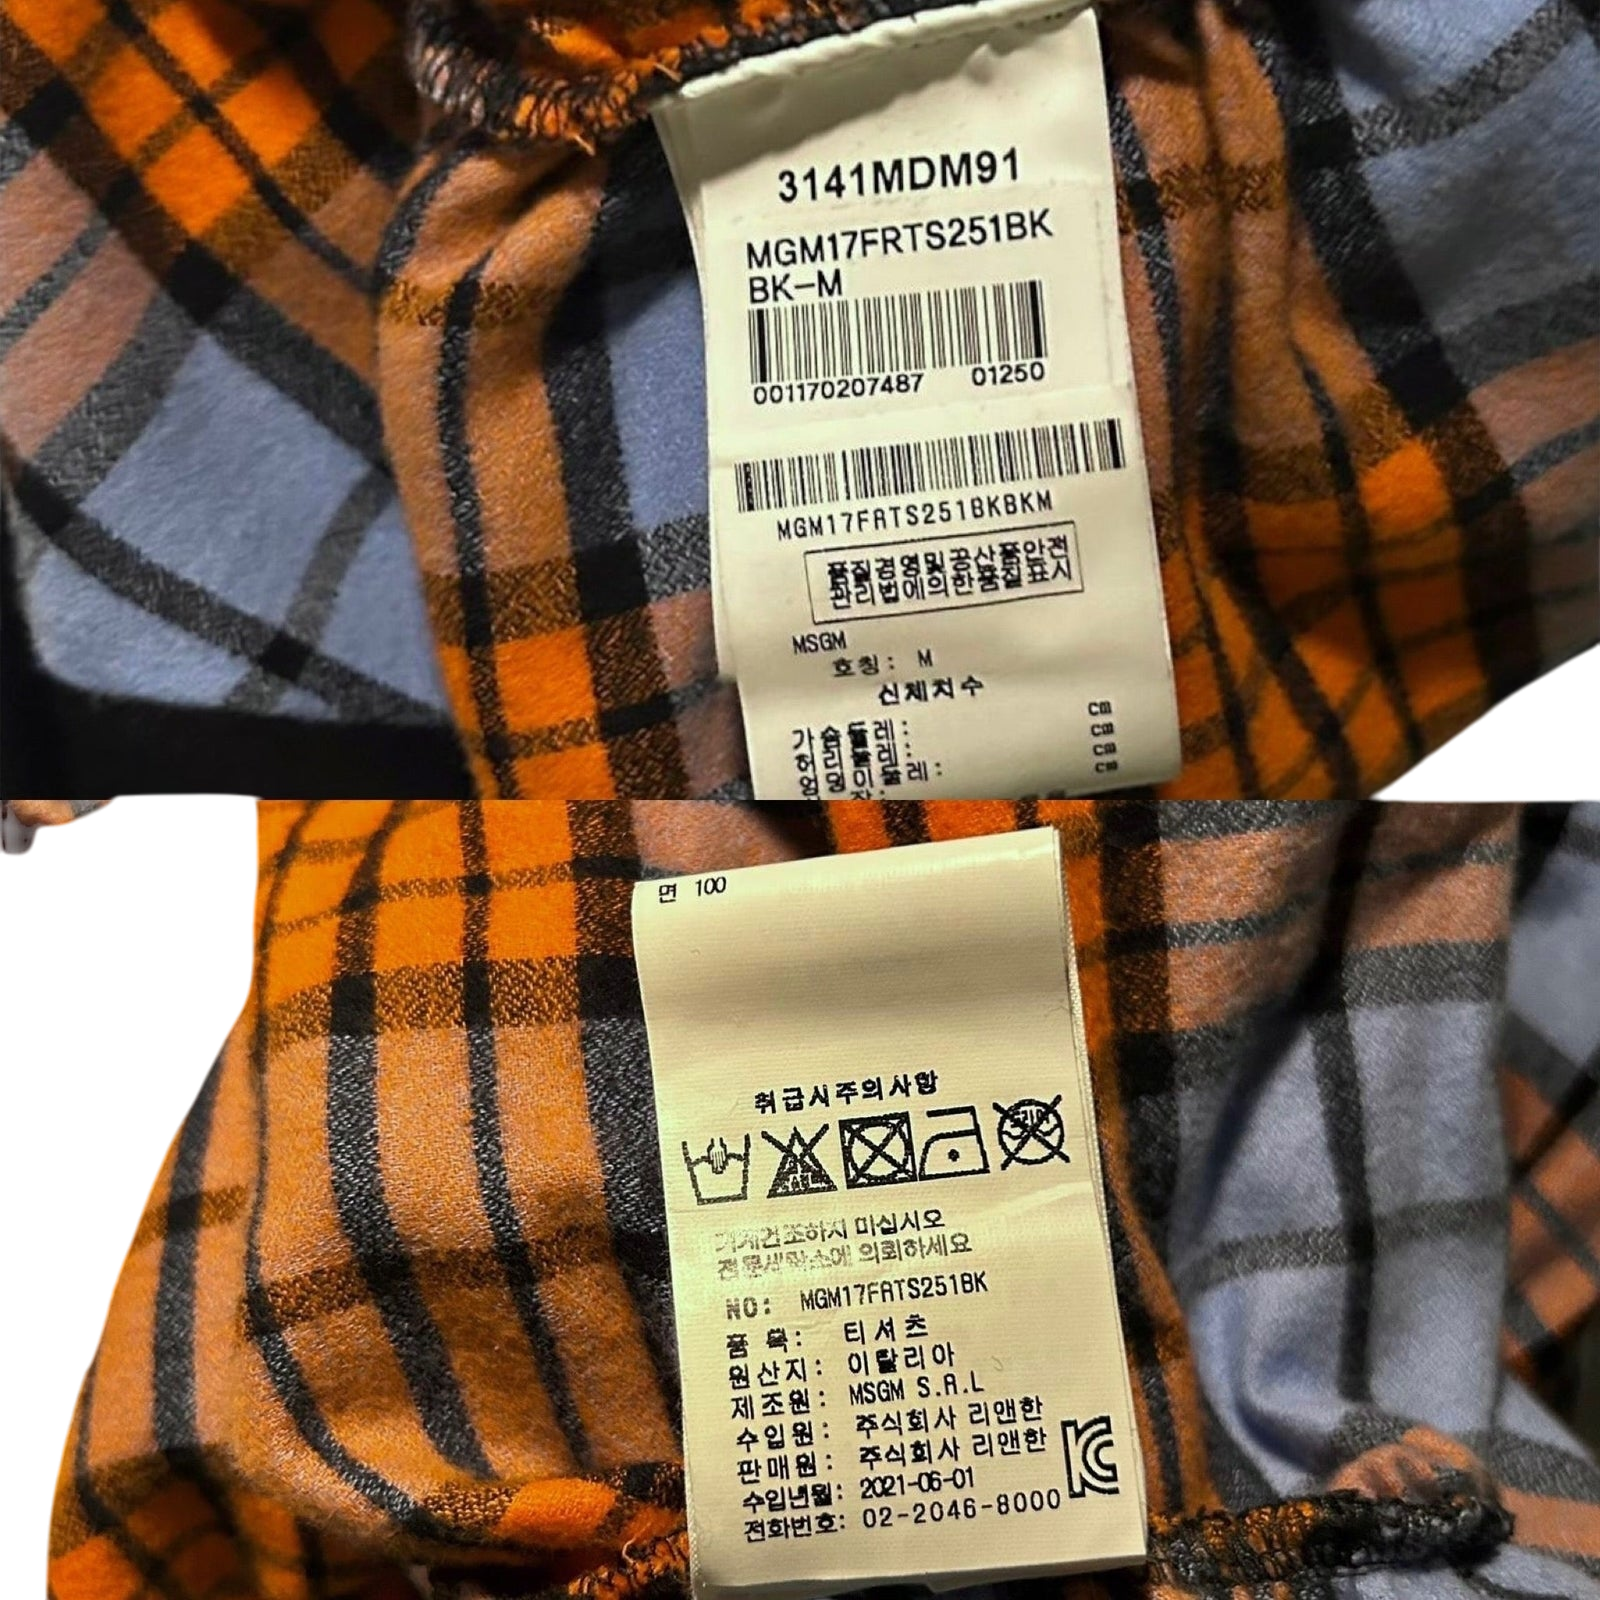 3141MDM91
MGM17FRTS251BK
BK-M
001170207487 01250
MGM17FRTS251BKBKM
품질경영및공산품안전
관리법에의한품질표시
MSGM
호칭: M
신체치수
cm
가슴둘레: cm
허리둘레: cm
엉덩이둘레: cm
면 100
취급시주의사항
기계건조하지 마십시오
전문세탁소에 의뢰하세요
NO: MGM17FRTS251BK
품 목: 티셔츠
원산지: 이탈리아
제조원: MSGM S.R.L
수입원: 주식회사 리앤한
판매원: 주식회사 리앤한
수입년월: 2021-06-01
전화번호: 02-2046-8000